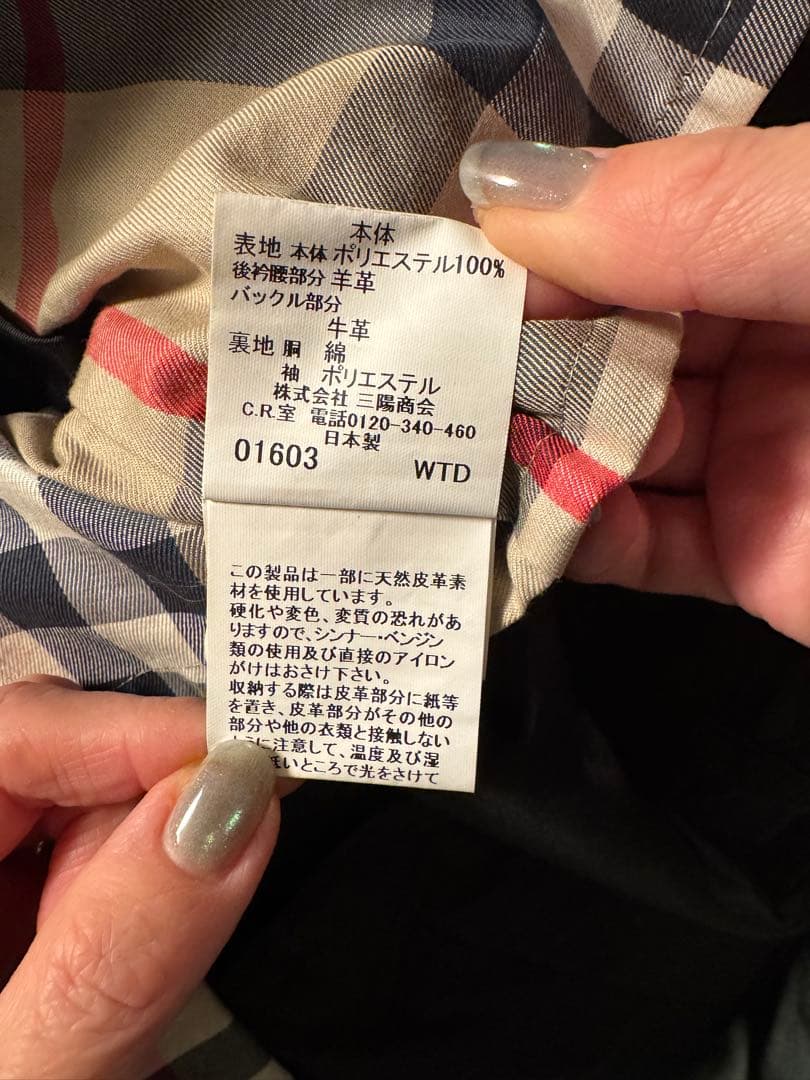 本体
表地 本体 ポリエステル100%
後衿腰部分 羊革
バックル部分
牛革
裏地 胴 綿
袖 ポリエステル
株式会社 三陽商会
C.R.室 電話0120-340-460
日本製
01603 WTD
この製品は一部に天然皮革素
材を使用しています。
硬化や変色、変質の恐れがあ
りますので、シンナー・ベンジン
類の使用及び直接のアイロン
がけはおさけ下さい。
収納する際は皮革部分に紙等
を置き、皮革部分がその他の
部分や他の衣類と接触しない
ように注意して、温度及び湿
低いところで光をさけて